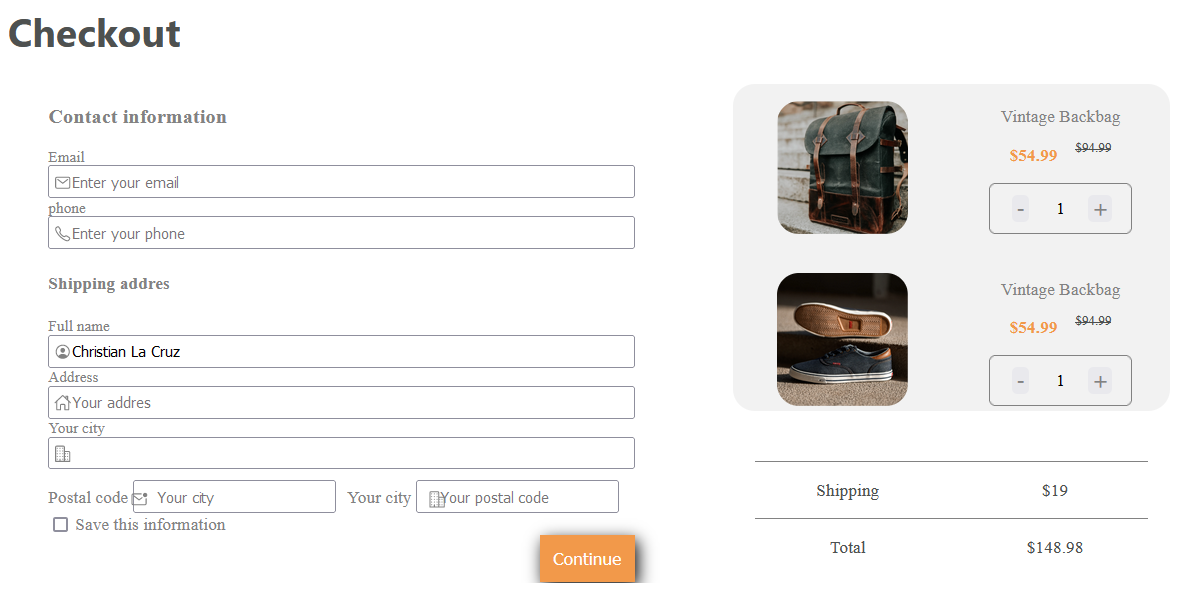 Checkout
Contact information
Email
Enter your email
phone
Enter your phone
Shipping addres
Full name
Christian La Cruz
Address
Your addres
Your city
Postal code Your city Your city Your postal code
Save this information
Continue
Vintage Backbag
$54.99 $94.99
- 1 +
Vintage Backbag
$54.99 $94.99
- 1 +
Shipping $19
Total $148.98